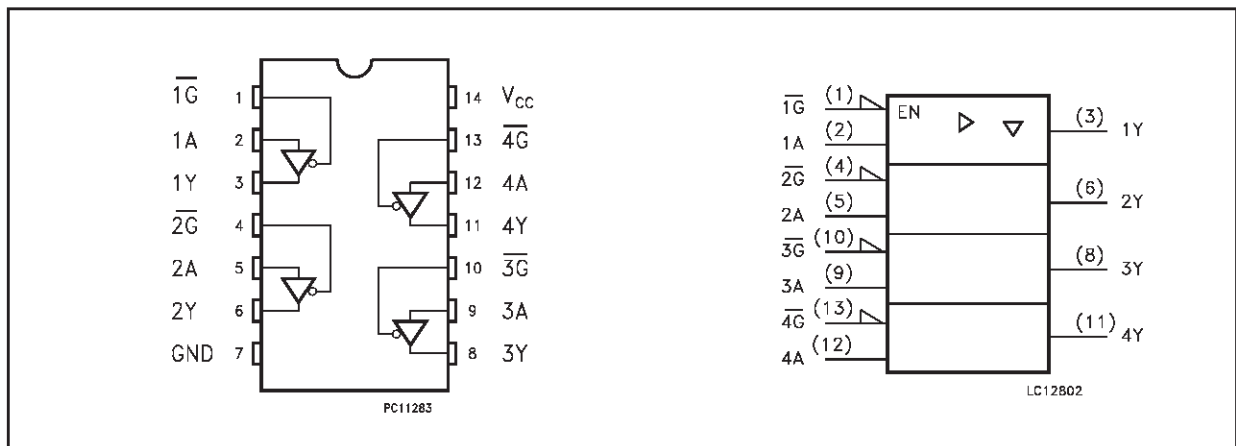 1G 1 14 VCC
1A 2 13 4G
1Y 3 12 4A
2G 4 11 4Y
2A 5 10 3G
2Y 6 9 3A
GND 7 8 3Y
PC11283
1G (1) EN (3) 1Y
1A (2)
2G (4) (6) 2Y
2A (5)
3G (10) (8) 3Y
3A (9)
4G (13) (11) 4Y
4A (12)
LC12802